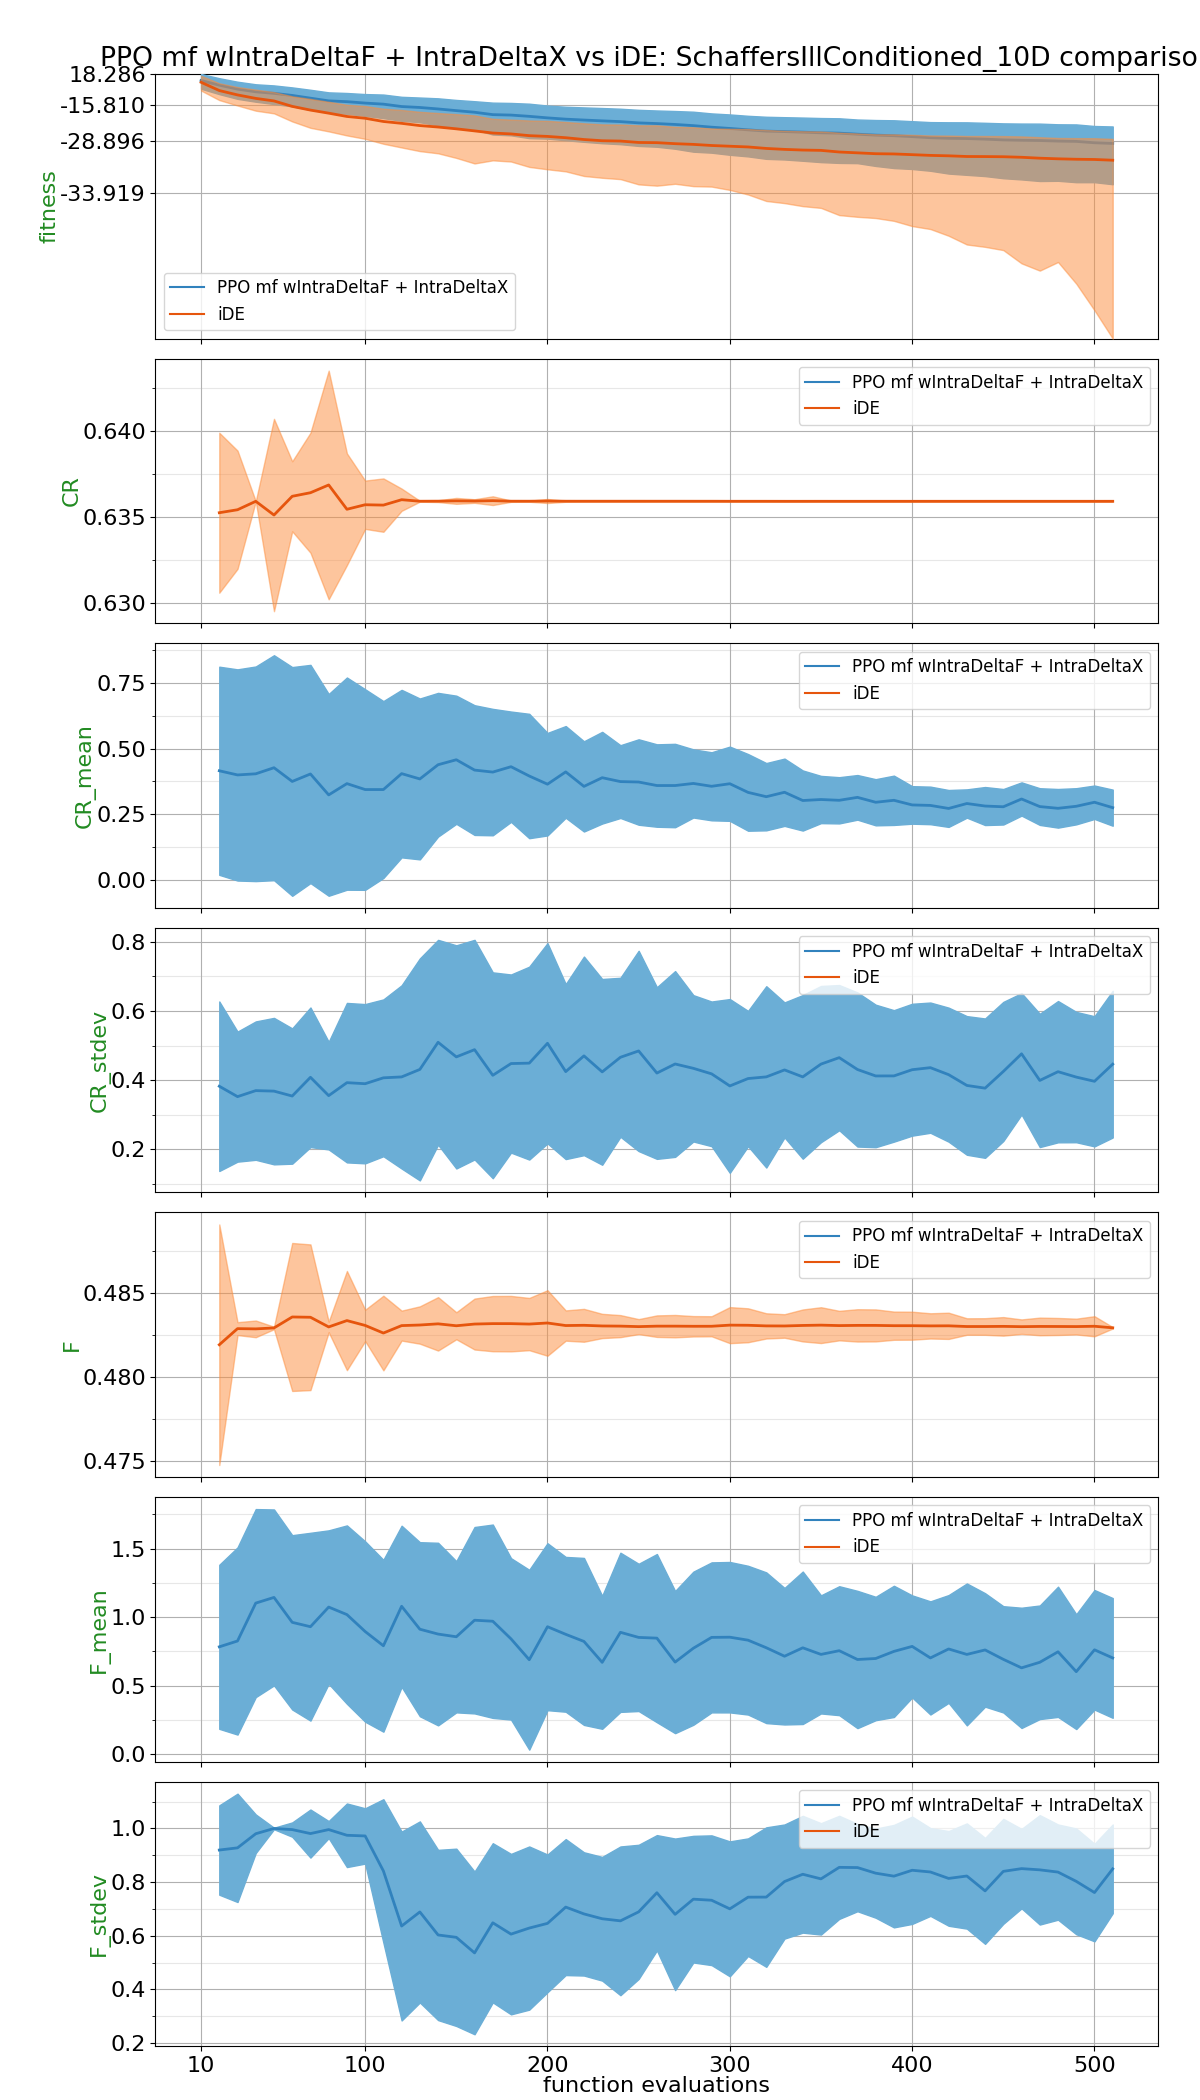 PPO mf wIntraDeltaF + IntraDeltaX vs iDE: SchaffersIllConditioned_10D compariso
18.286
-15.810
-28.896
-33.919
fitness
PPO mf wIntraDeltaF + IntraDeltaX
iDE
PPO mf wIntraDeltaF + IntraDeltaX
iDE
0.640
0.635
0.630
CR
PPO mf wIntraDeltaF + IntraDeltaX
iDE
0.75
0.50
0.25
0.00
CR_mean
PPO mf wIntraDeltaF + IntraDeltaX
iDE
0.8
0.6
0.4
0.2
CR_stdev
PPO mf wIntraDeltaF + IntraDeltaX
iDE
0.485
0.480
0.475
F
PPO mf wIntraDeltaF + IntraDeltaX
iDE
1.5
1.0
0.5
0.0
F_mean
PPO mf wIntraDeltaF + IntraDeltaX
iDE
1.0
0.8
0.6
0.4
0.2
F_stdev
10 100 200 300 400 500
function evaluations